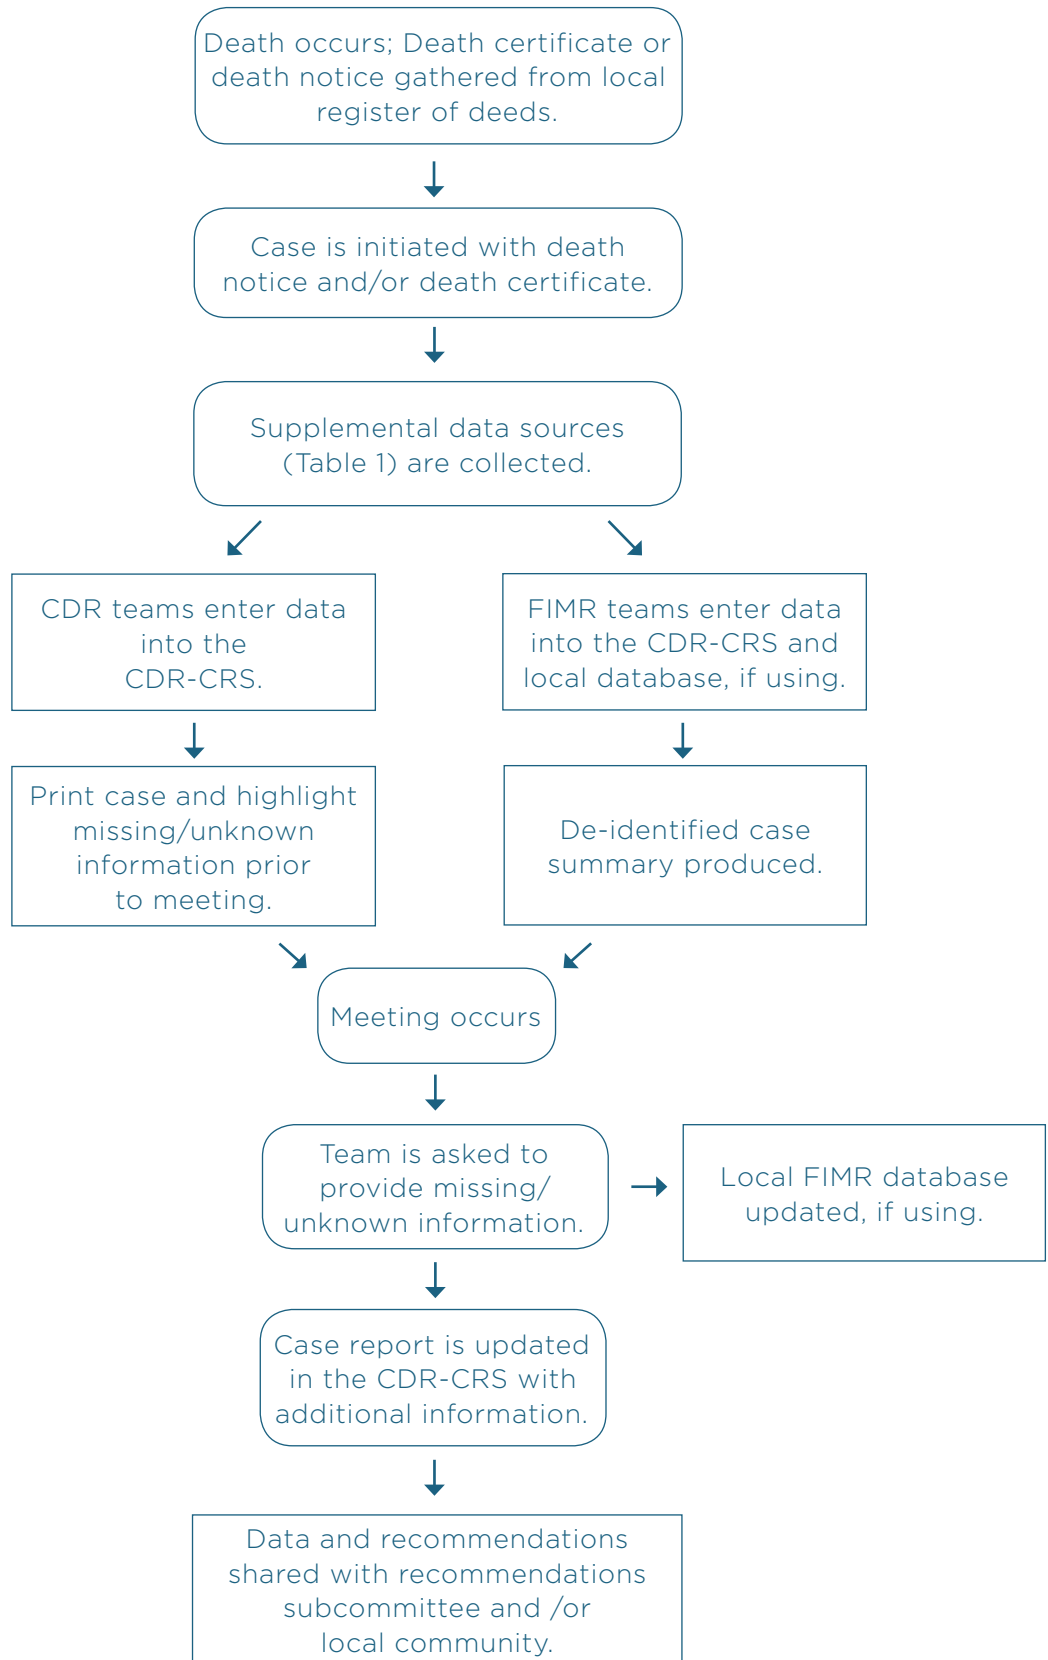 Death occurs; Death certificate or
death notice gathered from local
register of deeds.
Case is initiated with death
notice and/or death certificate.
Supplemental data sources
(Table 1) are collected.
CDR teams enter data
into the
CDR-CRS.
FIMR teams enter data
into the CDR-CRS and
local database, if using.
Print case and highlight
missing/unknown
information prior
to meeting.
De-identified case
summary produced.
Meeting occurs
Team is asked to
provide missing/
unknown information.
Local FIMR database
updated, if using.
Case report is updated
in the CDR-CRS with
additional information.
Data and recommendations
shared with recommendations
subcommittee and /or
local community.